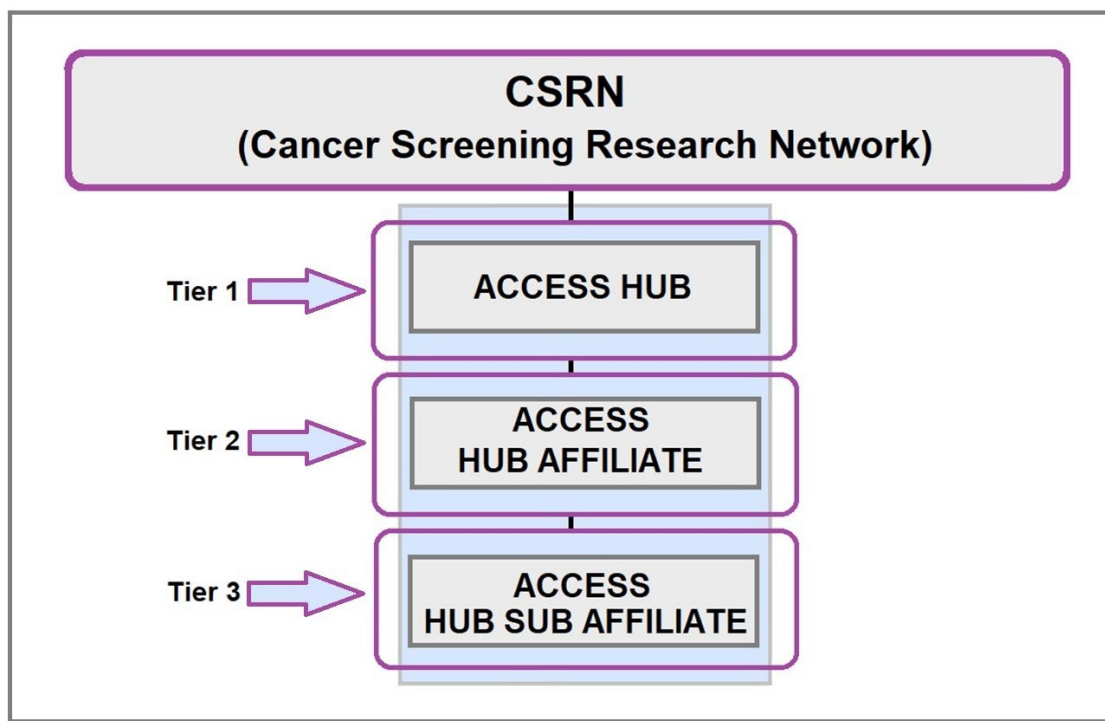 CSRN
(Cancer Screening Research Network)
Tier 1
ACCESS HUB
Tier 2
ACCESS
HUB AFFILIATE
Tier 3
ACCESS
HUB SUB AFFILIATE